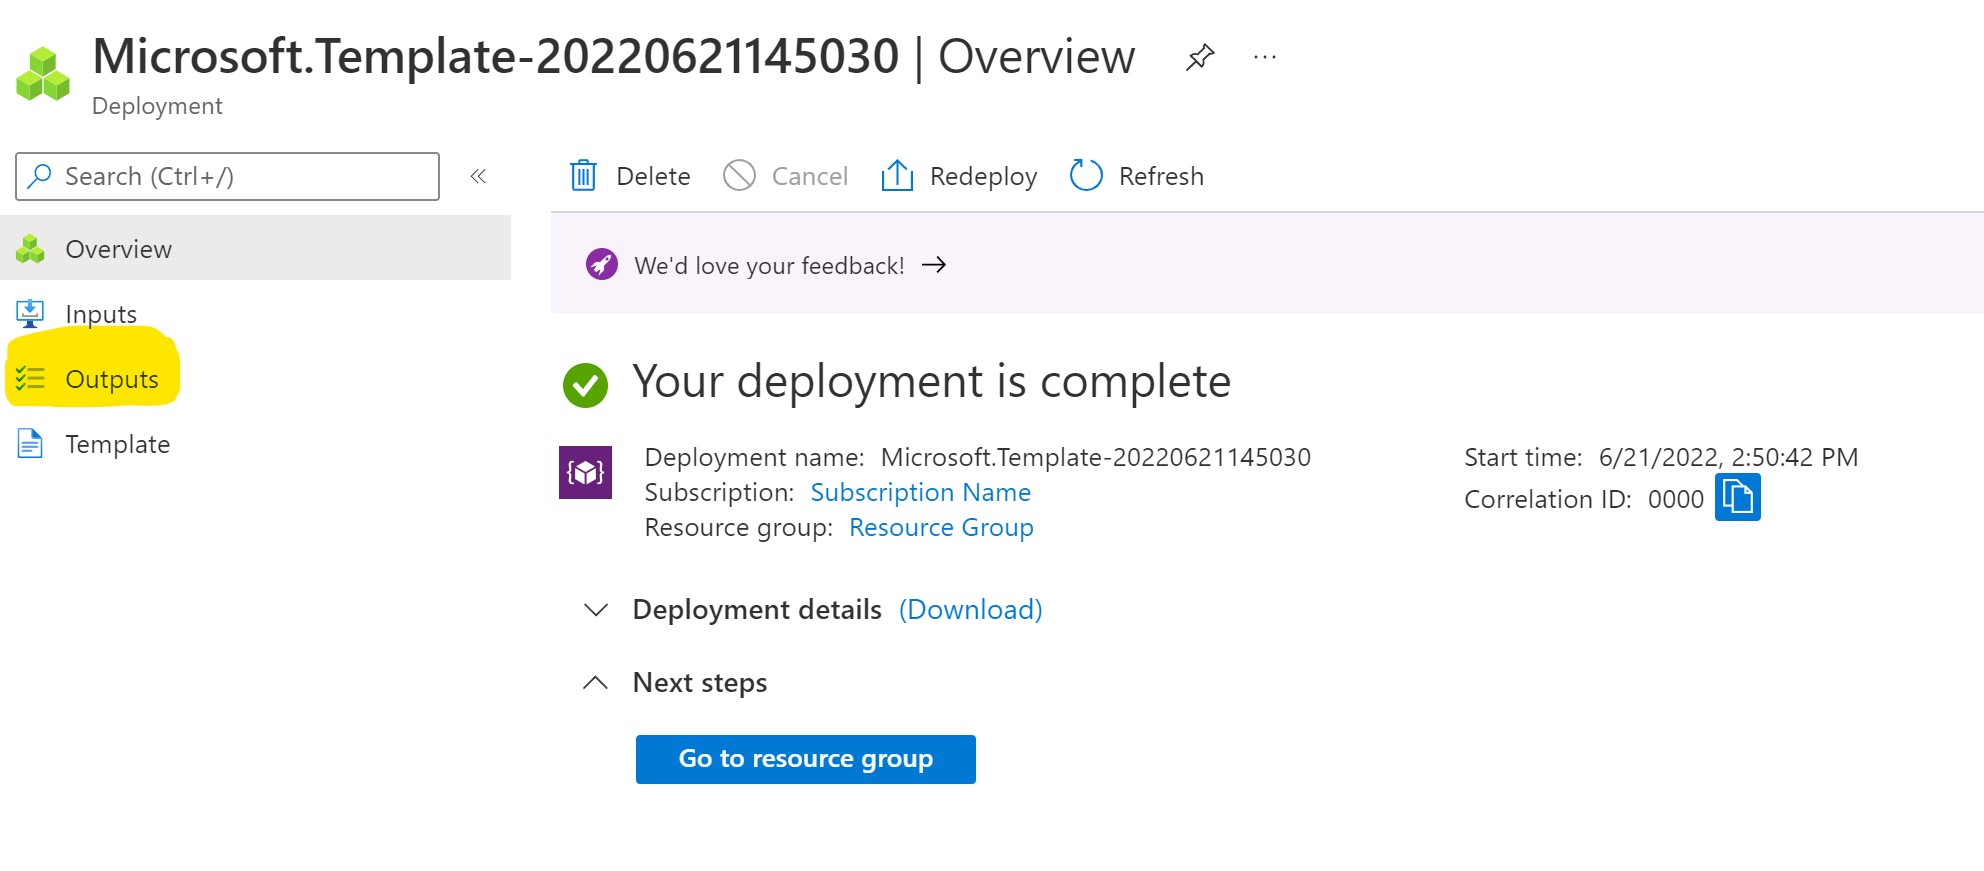 Microsoft.Template-20220621145030 | Overview
Deployment
Search (Ctrl+/)
Delete
Cancel
Redeploy
Refresh
Overview
Inputs
Outputs
Template
We'd love your feedback!
Your deployment is complete
Deployment name: Microsoft.Template-20220621145030
Subscription: Subscription Name
Resource group: Resource Group
Start time: 6/21/2022, 2:50:42 PM
Correlation ID: 0000
Deployment details (Download)
Next steps
Go to resource group